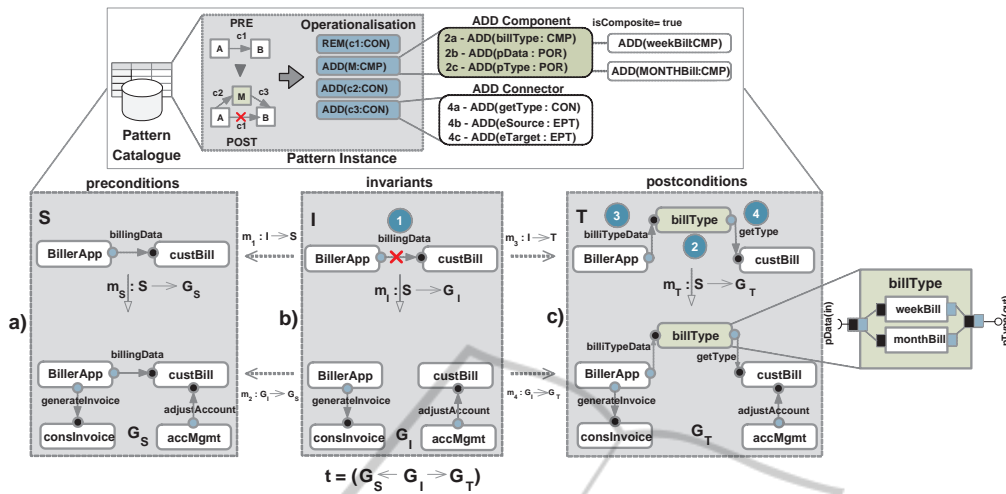 PRE
c1
A
B
c2
M
c3
A
B
c1
POST
Pattern
Catalogue
Operationalisation
REM(c1:CON)
ADD(M:CMP)
ADD(c2:CON)
ADD(c3:CON)
Pattern Instance
ADD Component
2a - ADD(billType : CMP)
2b - ADD(pData : POR)
2c - ADD(pType : POR)
ADD Connector
4a - ADD(getType : CON)
4b - ADD(eSource : EPT)
4c - ADD(eTarget : EPT)
isComposite= true
ADD(weekBill:CMP)
ADD(MONTHBill:CMP)
preconditions
S
billingData
BillerApp
custBill
m_S : S → G_S
a)
billingData
BillerApp
custBill
generateInvoice
adjustAccount
consInvoice
G_S
accMgmt
m_1 : I → S
m_2 : G_I → G_S
invariants
I
1
billingData
BillerApp
custBill
m_I : S → G_I
b)
BillerApp
custBill
generateInvoice
adjustAccount
consInvoice
G_I
accMgmt
t = (G_S ← G_I → G_T)
m_3 : I → T
m_4 : G_I → G_T
postconditions
T
3
billType
4
billiTypeData
getType
2
BillerApp
custBill
m_T : S → G_T
c)
billType
billiTypeData
getType
BillerApp
custBill
generateInvoice
adjustAccount
consInvoice
G_T
accMgmt
billType
pData(in)
weekBill
monthBill
pType(out)